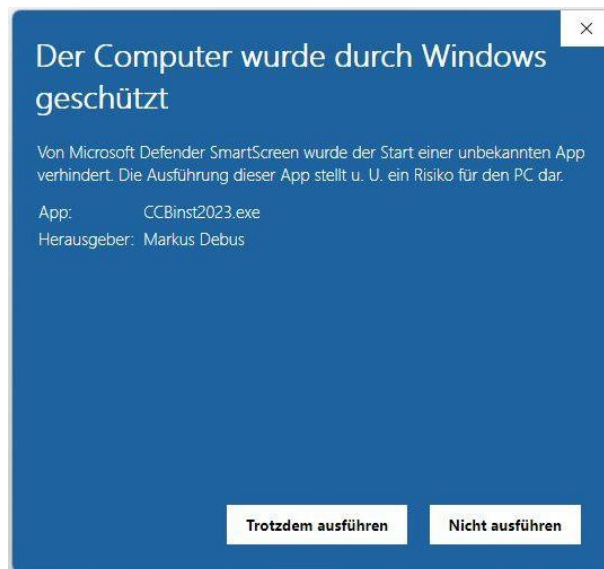 Der Computer wurde durch Windows
geschützt
Von Microsoft Defender SmartScreen wurde der Start einer unbekannten App
verhindert. Die Ausführung dieser App stellt u. U. ein Risiko für den PC dar.
App: CCBinst2023.exe
Herausgeber: Markus Debus
Trotzdem ausführen Nicht ausführen